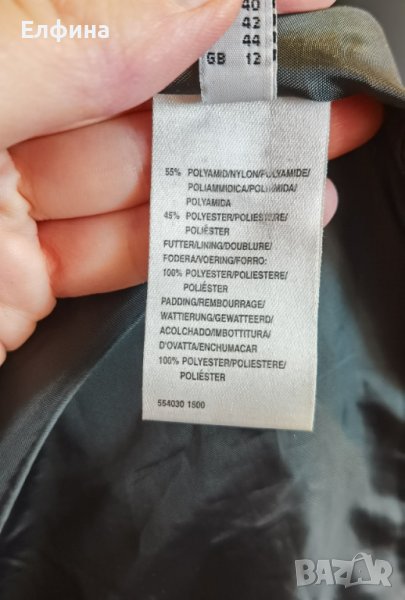 Елфина
40
42
44
GB 12
55% POLYAMID/NYLON/POLYAMIDE/
POLIAMMIDICA/POLIAMIDA/
POLYAMIDA
45% POLYESTER/POLIESTERE/
POLIÉSTER
FUTTER/LINING/DOUBLURE/
FODERA/VOERING/FORRO:
100% POLYESTER/POLIESTERE/
POLIÉSTER
PADDING/REMBOURRAGE/
WATTIERUNG/GEWATTEERD/
ACOLCHADO/IMBOTTITURA/
D'OVATTA/ENCHUMACAR
100% POLYESTER/POLIESTERE/
POLIÉSTER
554030 1500
BAZAR